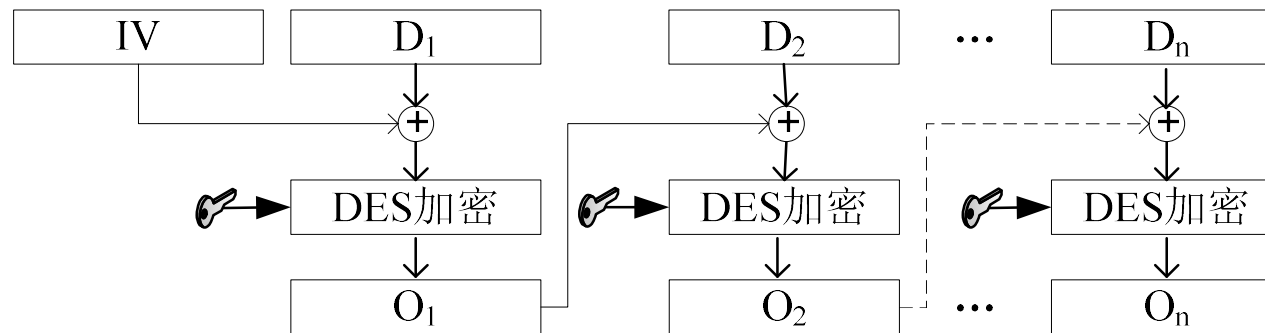 IV D₁ D₂ ... Dₙ
+ + +
DES加密 DES加密 DES加密
O₁ O₂ ... Oₙ